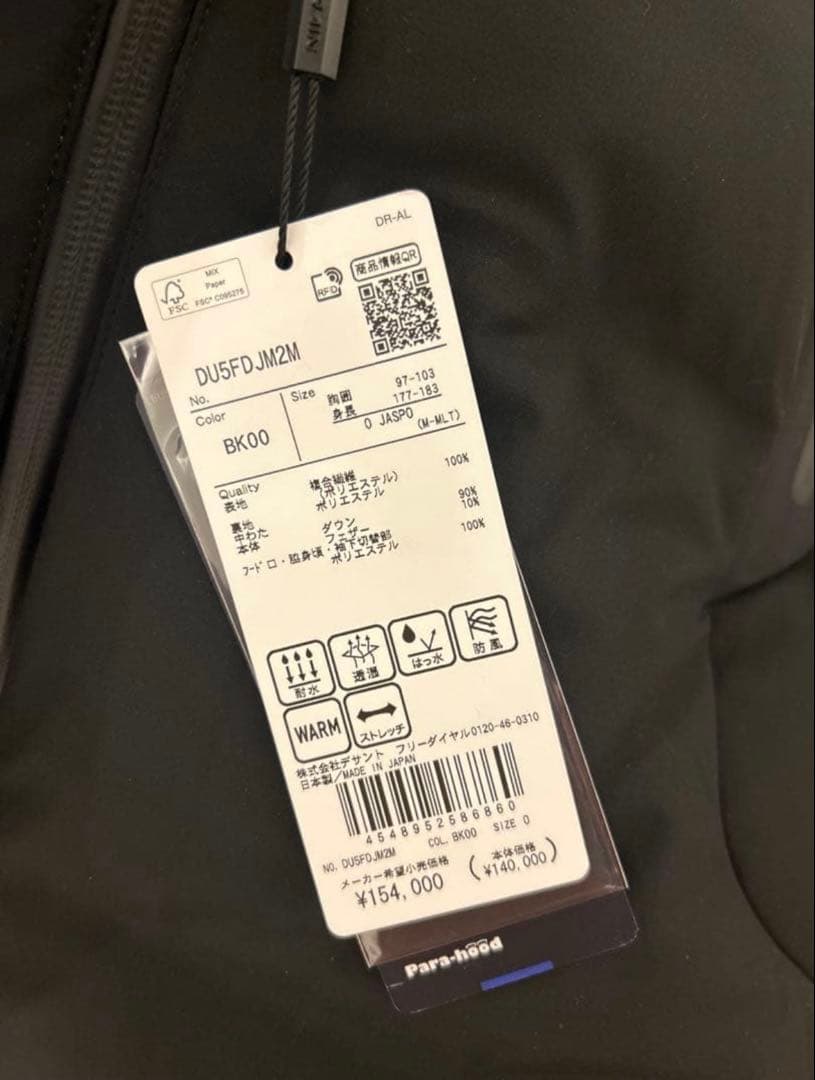 DR-AL
FSC
MIX
Paper
FSC® C095275
RFID
商品情報QR
DU5FDJM2M
No.
Color
BK00
Size
胸囲 97-103
身長 177-183
O JASPO (M-MLT)
Quality
表地 複合繊維 100%
(ポリエステル)
裏地 ポリエステル
中わた ダウン 90%
本体 フェザー 10%
フード口・脇身頃・袖下切替部
ポリエステル 100%
耐水
透湿
はっ水
防風
WARM
ストレッチ
株式会社デサント フリーダイヤル0120-46-0310
日本製/MADE IN JAPAN
4548952586860
NO. DU5FDJM2M COL. BK00 SIZE O
メーカー希望小売価格 (本体価格
¥154,000 ¥140,000)
Para-hood